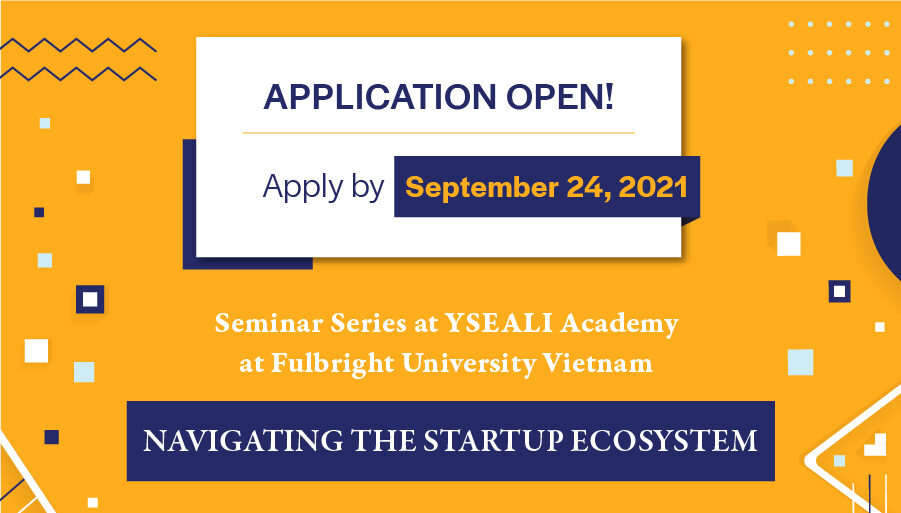 APPLICATION OPEN!
Apply by September 24, 2021
Seminar Series at YSEALI Academy
at Fulbright University Vietnam
NAVIGATING THE STARTUP ECOSYSTEM